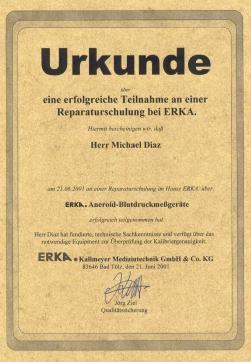 Urkunde
über
eine erfolgreiche Teilnahme an einer
Reparaturschulung bei ERKA.
Hiermit bescheinigen wir, daß
Herr Michael Diaz
am 21.06.2001 an einer Reparaturschulung im Hause ERKA. über
ERKA. Aneroid-Blutdruckmeßgeräte
erfolgreich teilgenommen hat.
Herr Diaz hat fundierte, technische Sachkenntnisse und verfügt über das
notwendige Equipment zur Überprüfung der Kalibriergenauigkeit.
ERKA. Kallmeyer Medizintechnik GmbH & Co. KG
83646 Bad Tölz, den 21. Juni 2001
Jörg Ziel
Qualitätssicherung